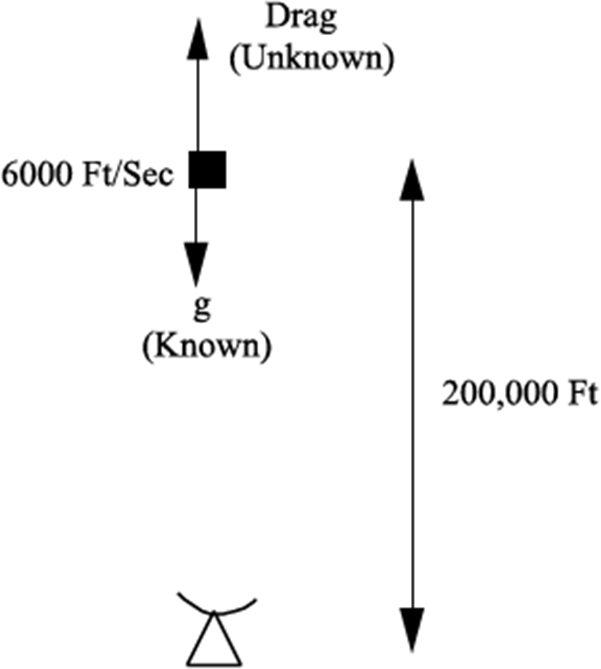 Drag
(Unknown)
6000 Ft/Sec
g
(Known)
200,000 Ft